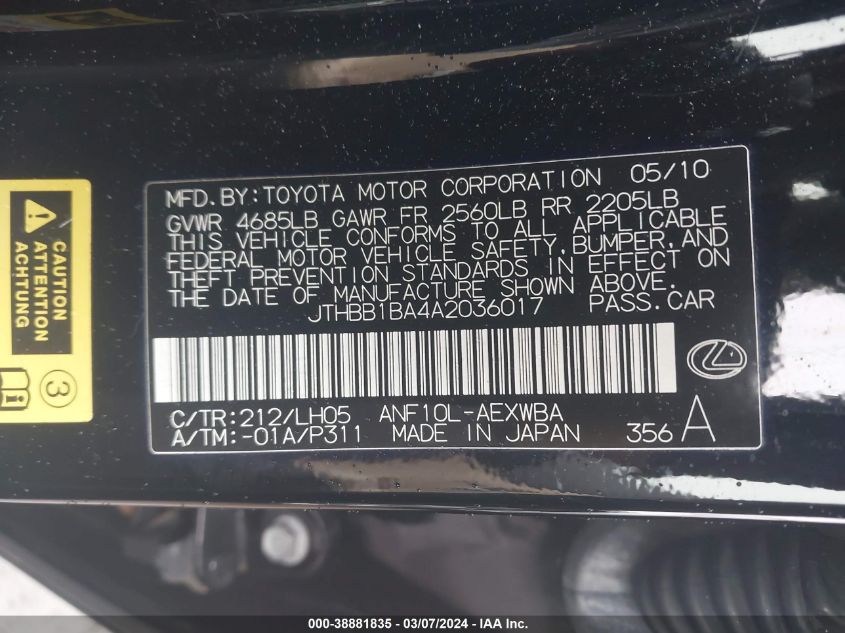 CAUTION
ATTENTION
ACHTUNG
3
MFD. BY: TOYOTA MOTOR CORPORATION 05/10
GVWR 4685LB GAWR FR 2560LB RR 2205LB
THIS VEHICLE CONFORMS TO ALL APPLICABLE
FEDERAL MOTOR VEHICLE SAFETY, BUMPER, AND
THEFT PREVENTION STANDARDS IN EFFECT ON
THE DATE OF MANUFACTURE SHOWN ABOVE.
JTHBB1BA4A2036017 PASS. CAR
C/TR: 212/LH05 ANF10L-AEXWBA
A/TM: -01A/P311 MADE IN JAPAN 356 A
000-38881835 - 03/07/2024 - IAA Inc.